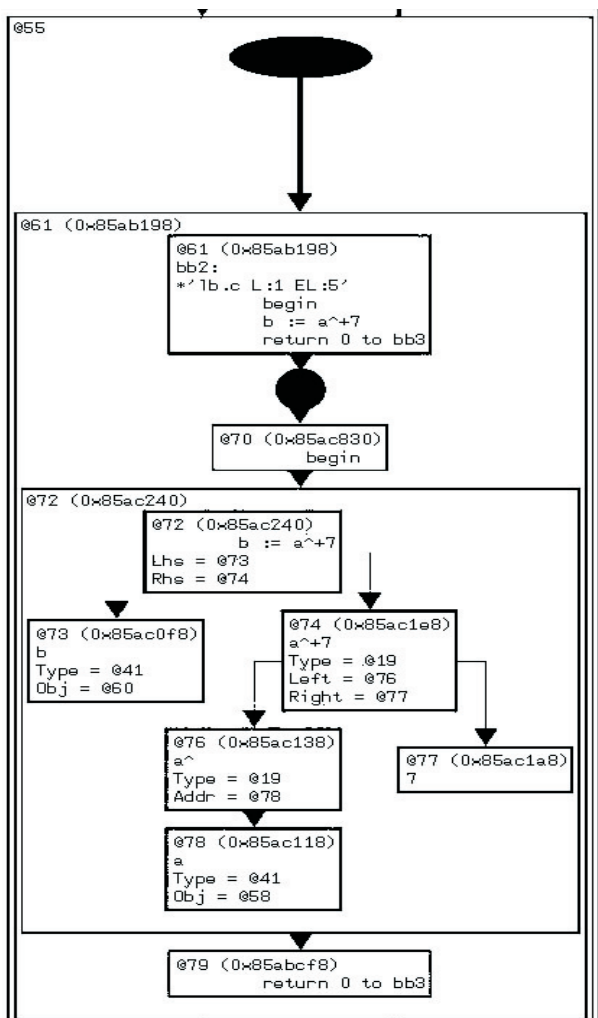 @55
@61 (0x85ab198)
@61 (0x85ab198)
bb2:
*'lb.c L:1 EL:5'
begin
b := a^+7
return 0 to bb3
@70 (0x85ac830)
begin
@72 (0x85ac240)
@72 (0x85ac240)
b := a^+7
Lhs = @73
Rhs = @74
@73 (0x85ac0f8)
b
Type = @41
Obj = @60
@74 (0x85ac1e8)
a^+7
Type = @19
Left = @76
Right = @77
@76 (0x85ac138)
a^
Type = @19
Addr = @78
@77 (0x85ac1a8)
7
@78 (0x85ac118)
a
Type = @41
Obj = @58
@79 (0x85abcf8)
return 0 to bb3